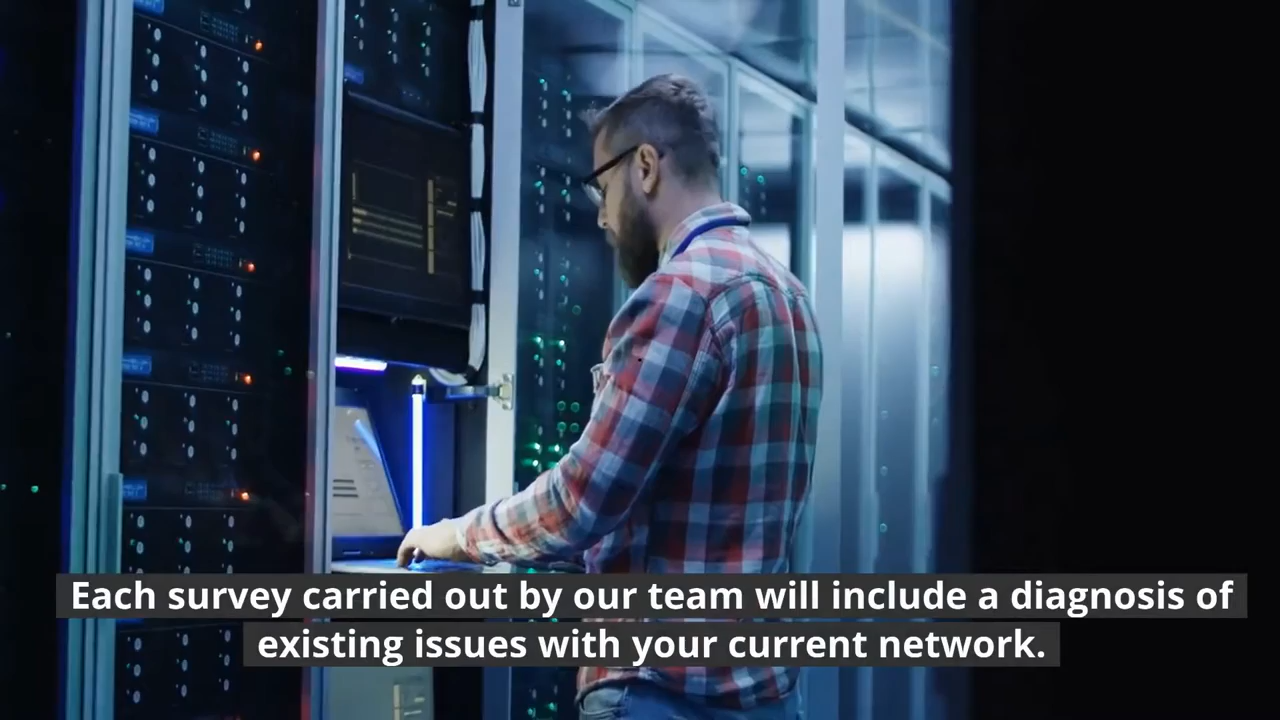 Each survey carried out by our team will include a diagnosis of
existing issues with your current network.